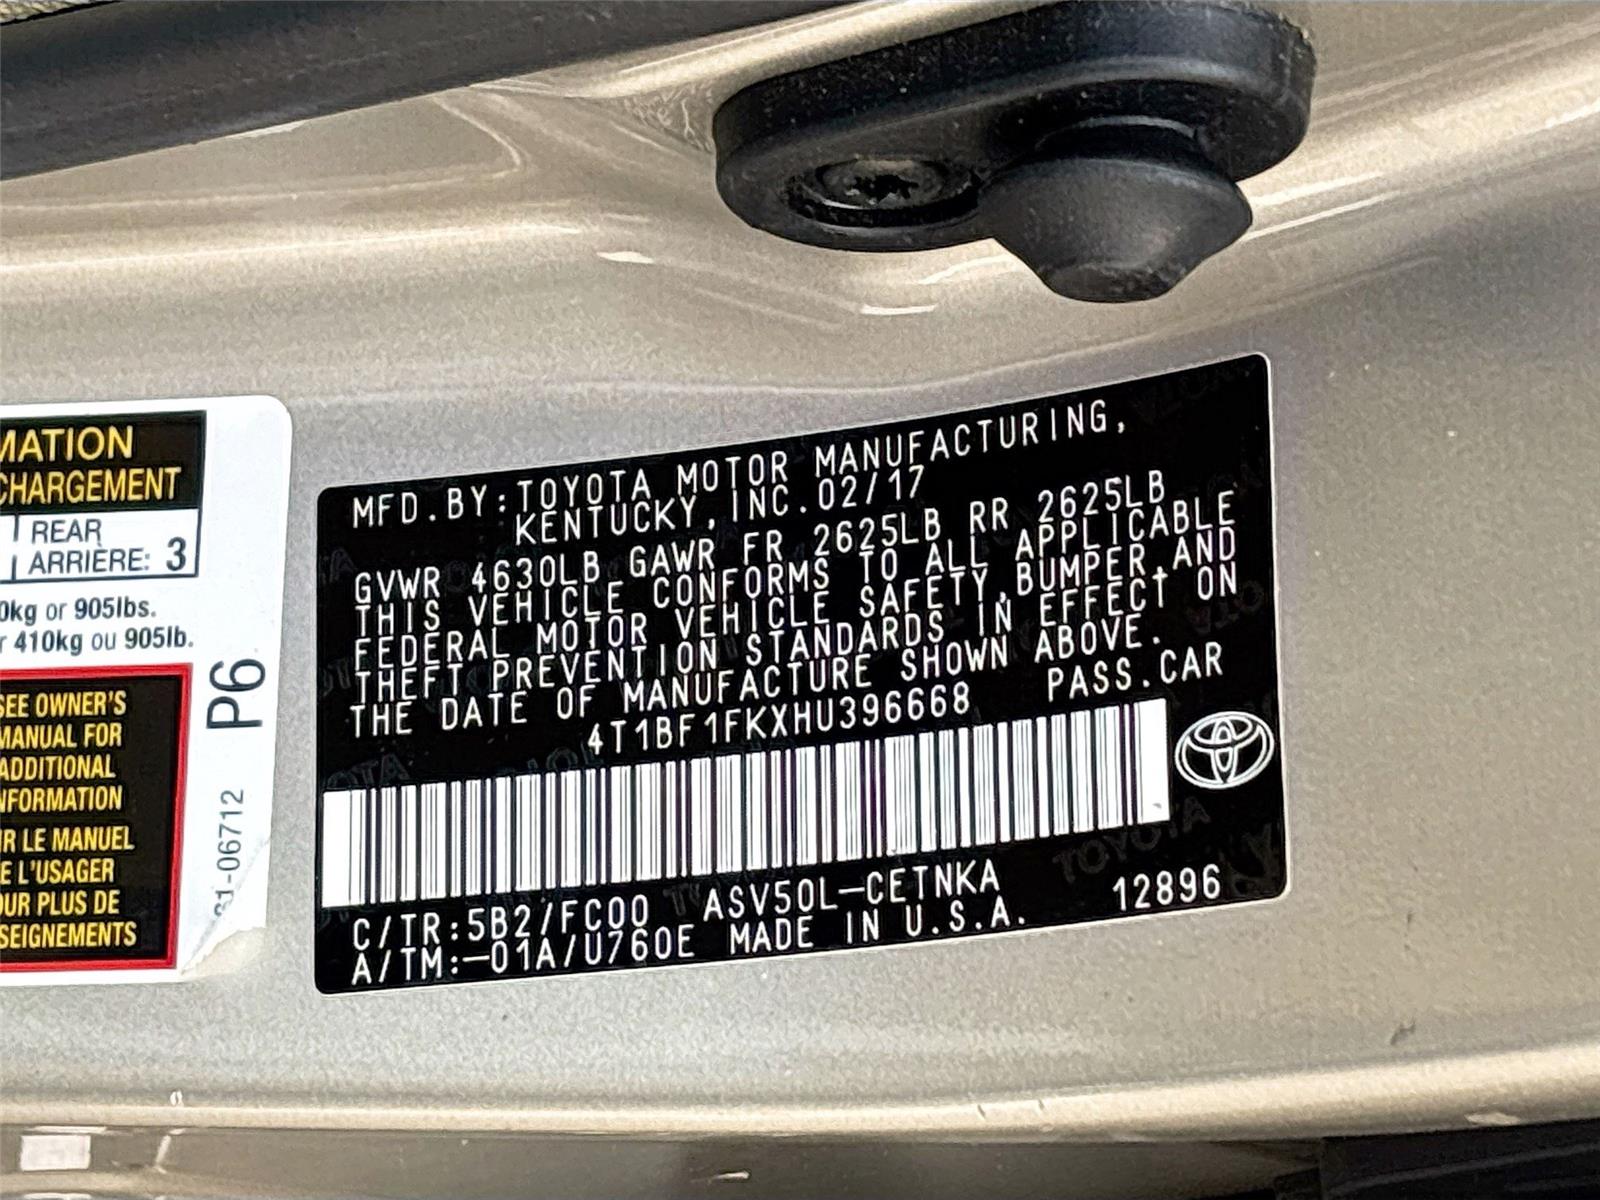 MATION
CHARGEMENT
REAR
ARRIÈRE: 3
0kg or 905lbs.
r 410kg ou 905lb.
SEE OWNER'S
MANUAL FOR
ADDITIONAL
NFORMATION
IR LE MANUEL
E L'USAGER
OUR PLUS DE
SEIGNEMENTS
P6
31-06712
MFD.BY:TOYOTA MOTOR MANUFACTURING,
KENTUCKY, INC. 02/17
GVWR 4630LB GAWR FR 2625LB RR 2625LB
THIS VEHICLE CONFORMS TO ALL APPLICABLE
FEDERAL MOTOR VEHICLE SAFETY,BUMPER,AND
THEFT PREVENTION STANDARDS IN EFFECT ON
THE DATE OF MANUFACTURE SHOWN ABOVE.
4T1BF1FKXHU396668 PASS.CAR
C/TR:5B2/FC00 ASV50L-CETNKA 12896
A/TM:-01A/U760E MADE IN U.S.A.